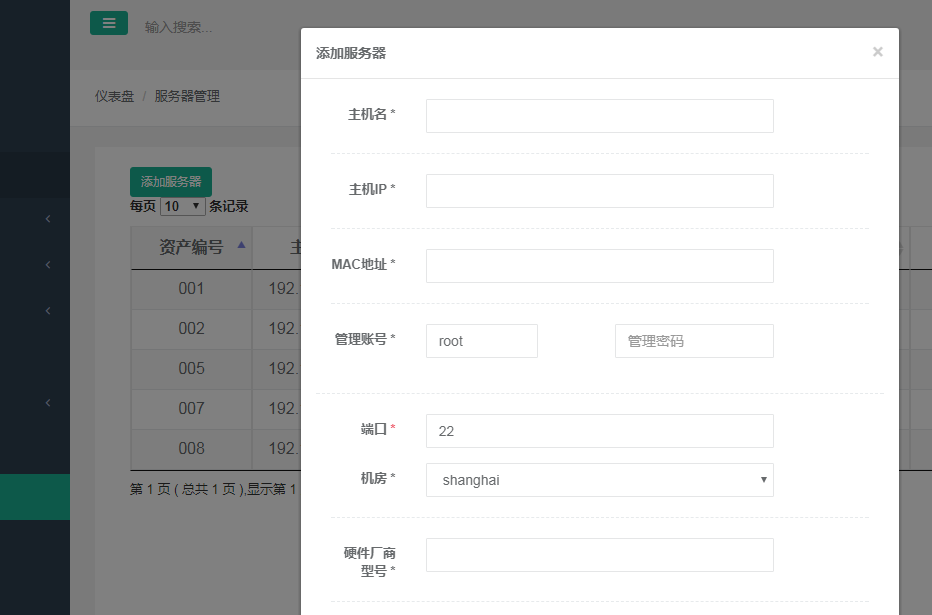 输入搜索...
仪表盘 / 服务器管理
添加服务器
每页 10 条记录
资产编号
001 192.
002 192.
005 192.
007 192.
008 192.
第 1 页 ( 总共 1 页 ),显示第 1
添加服务器 ×
主机名 *
主机IP *
MAC地址 *
管理账号 * root 管理密码
端口 * 22
机房 * shanghai
硬件厂商
型号 *